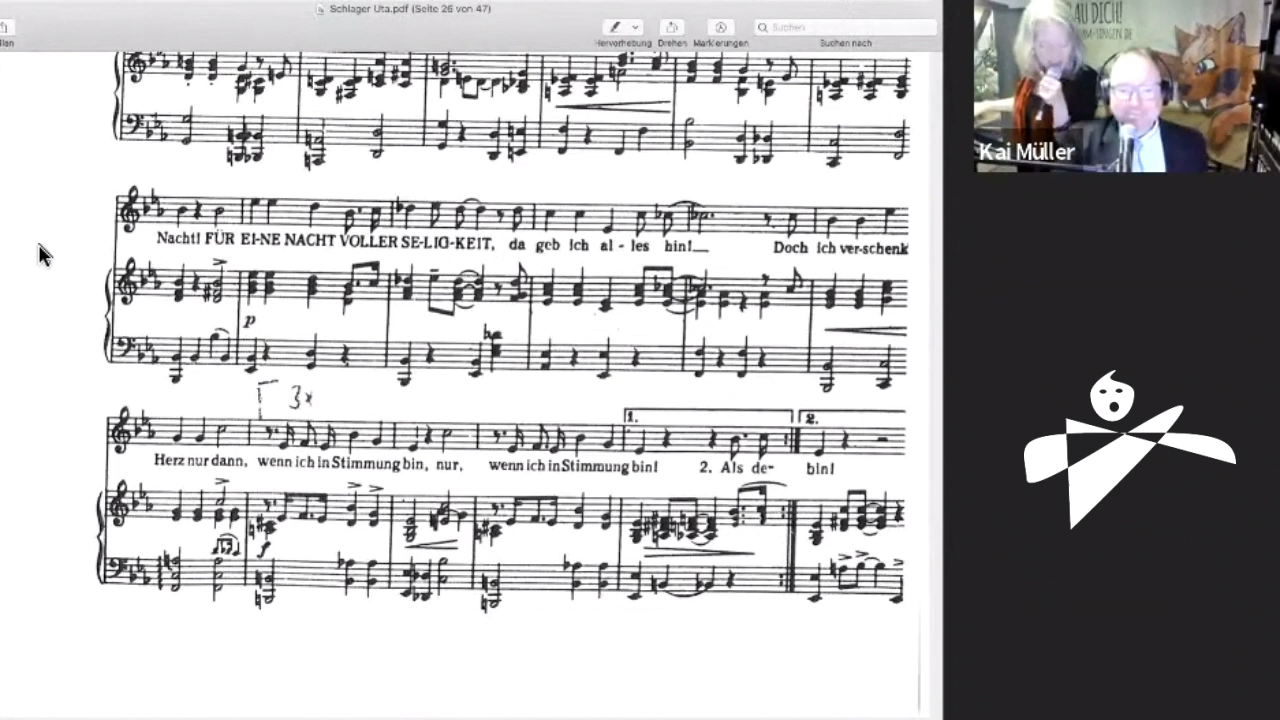 Schlager Uta.pdf (Seite 26 von 47)
Suchen
Hervorhebung Drehen Markierungen Suchen nach
AU DICH!
Kai Müller
Nacht! FÜR EI-NE NACHT VOLLER SE-LIG-KEIT, da geb ich al - les hin! Doch ich ver-schenk
p
3x
1. 2.
Herz nur dann, wenn ich in Stimmung bin, nur, wenn ich in Stimmung bin! 2. Als de- bin!
f